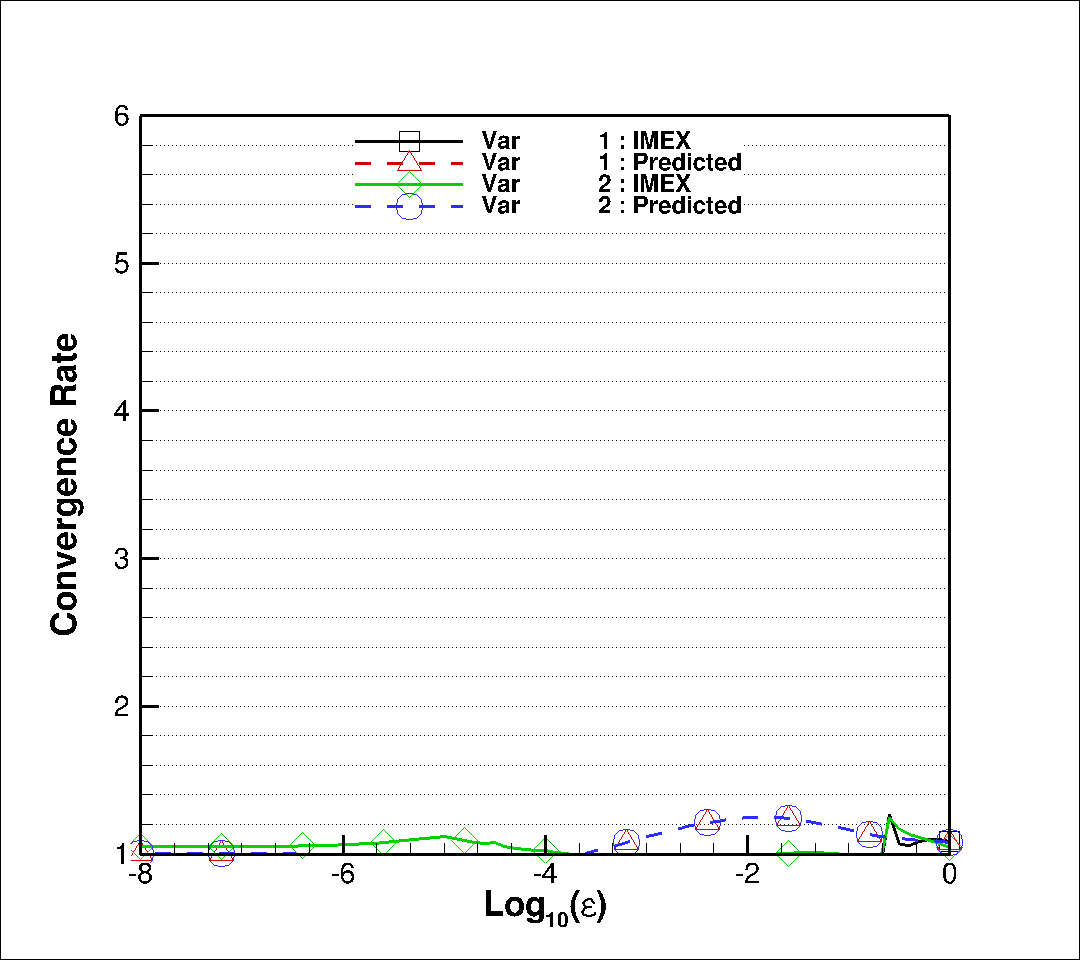 6
Var 1 : IMEX
Var 1 : Predicted
Var 2 : IMEX
Var 2 : Predicted
5
4
Convergence Rate
3
2
1
-8 -6 -4 -2 0
Log₁₀(ε)